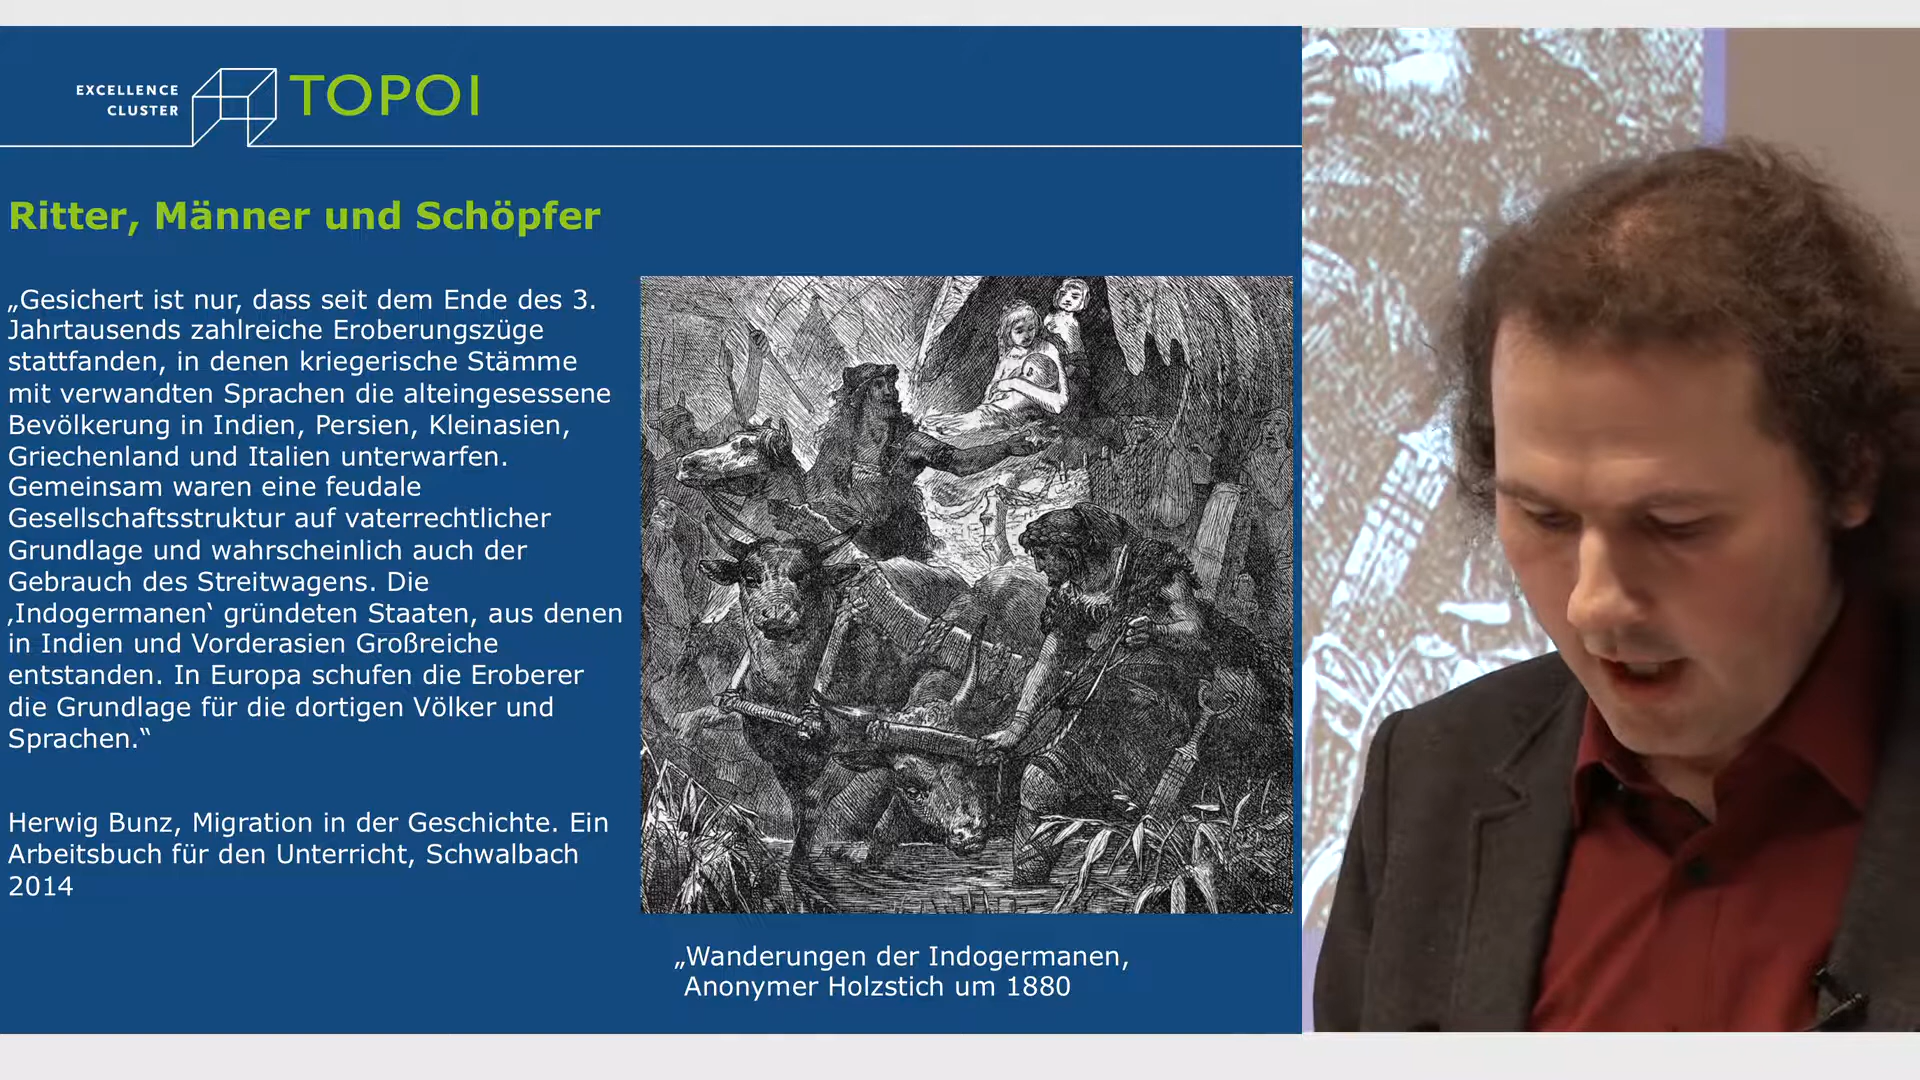 EXCELLENCE
CLUSTER
TOPOI
Ritter, Männer und Schöpfer
„Gesichert ist nur, dass seit dem Ende des 3.
Jahrtausends zahlreiche Eroberungszüge
stattfanden, in denen kriegerische Stämme
mit verwandten Sprachen die alteingesessene
Bevölkerung in Indien, Persien, Kleinasien,
Griechenland und Italien unterwarfen.
Gemeinsam waren eine feudale
Gesellschaftsstruktur auf vaterrechtlicher
Grundlage und wahrscheinlich auch der
Gebrauch des Streitwagens. Die
‚Indogermanen‘ gründeten Staaten, aus denen
in Indien und Vorderasien Großreiche
entstanden. In Europa schufen die Eroberer
die Grundlage für die dortigen Völker und
Sprachen.“
Herwig Bunz, Migration in der Geschichte. Ein
Arbeitsbuch für den Unterricht, Schwalbach
2014
„Wanderungen der Indogermanen,
Anonymer Holzstich um 1880